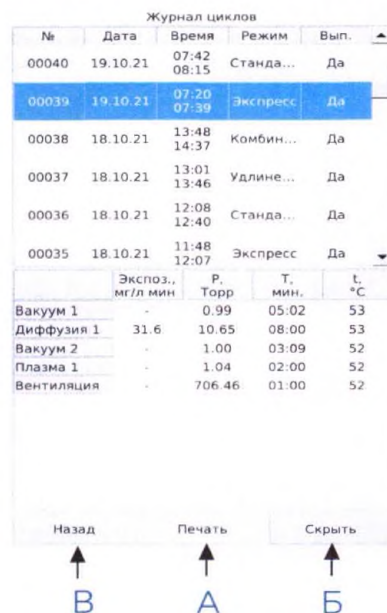 Журнал циклов
№ Дата Время Режим Вып.
00040 19.10.21 07:42 08:15 Станда... Да
00039 19.10.21 07:20 07:39 Экспресс Да
00038 18.10.21 13:48 14:37 Комбин... Да
00037 18.10.21 13:01 13:46 Удлине... Да
00036 18.10.21 12:08 12:40 Станда... Да
00035 18.10.21 11:48 12:07 Экспресс Да
Экспоз., мг/л мин P, Торр T, мин. t, °C
Вакуум 1 - 0.99 05:02 53
Диффузия 1 31.6 10.65 08:00 53
Вакуум 2 - 1.00 03:09 52
Плазма 1 - 1.04 02:00 52
Вентиляция - 706.46 01:00 52
Назад Печать Скрыть
В А Б